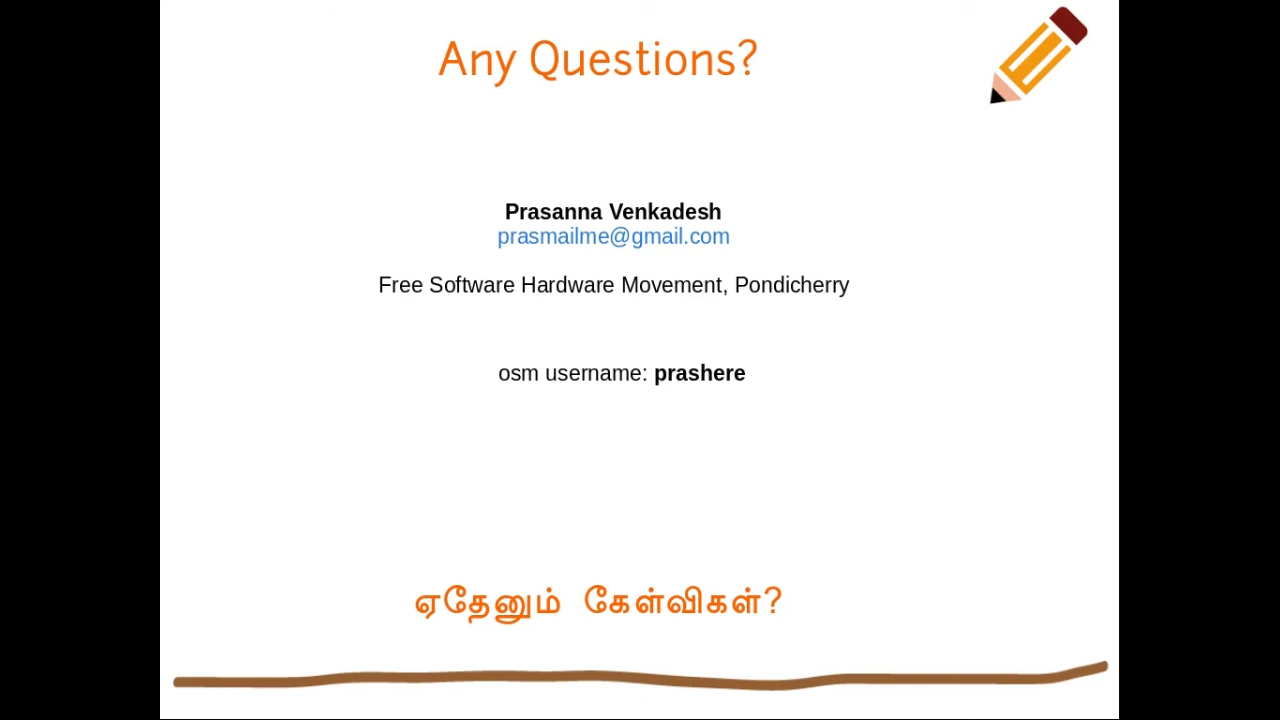 Any Questions?
Prasanna Venkadesh
prasmailme@gmail.com
Free Software Hardware Movement, Pondicherry
osm username: prashere
ஏதேனும் கேள்விகள்?